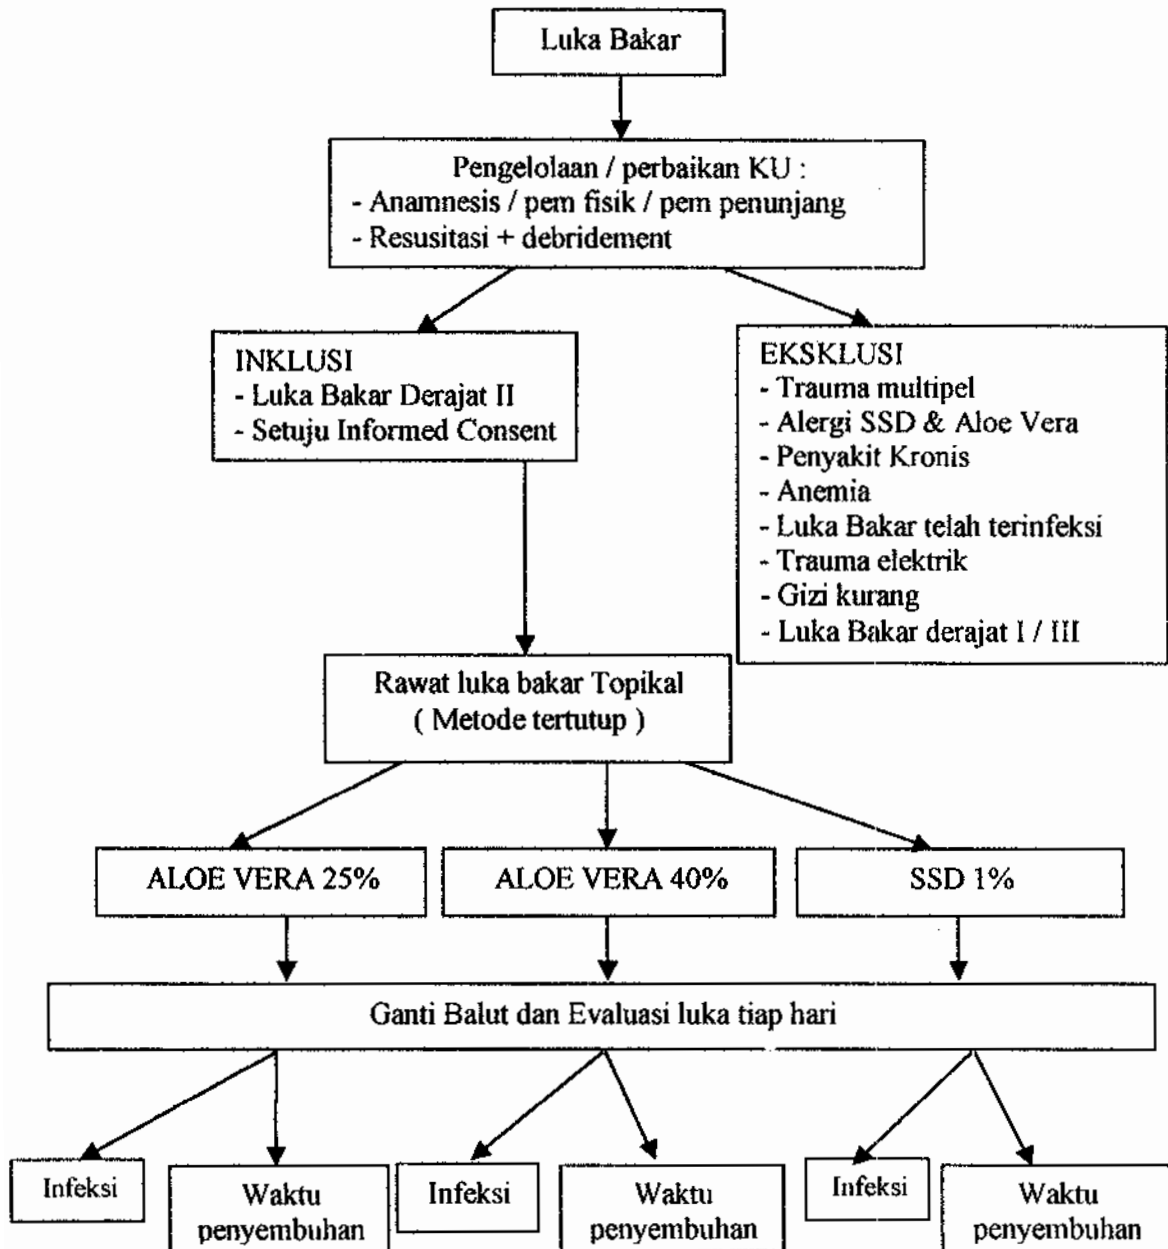 Luka Bakar
Pengelolaan / perbaikan KU :
- Anamnesis / pem fisik / pem penunjang
- Resusitasi + debridement
INKLUSI
- Luka Bakar Derajat II
- Setuju Informed Consent
EKSKLUSI
- Trauma multipel
- Alergi SSD & Aloe Vera
- Penyakit Kronis
- Anemia
- Luka Bakar telah terinfeksi
- Trauma elektrik
- Gizi kurang
- Luka Bakar derajat I / III
Rawat luka bakar Topikal
( Metode tertutup )
ALOE VERA 25%
ALOE VERA 40%
SSD 1%
Ganti Balut dan Evaluasi luka tiap hari
Infeksi
Waktu
penyembuhan
Infeksi
Waktu
penyembuhan
Infeksi
Waktu
penyembuhan